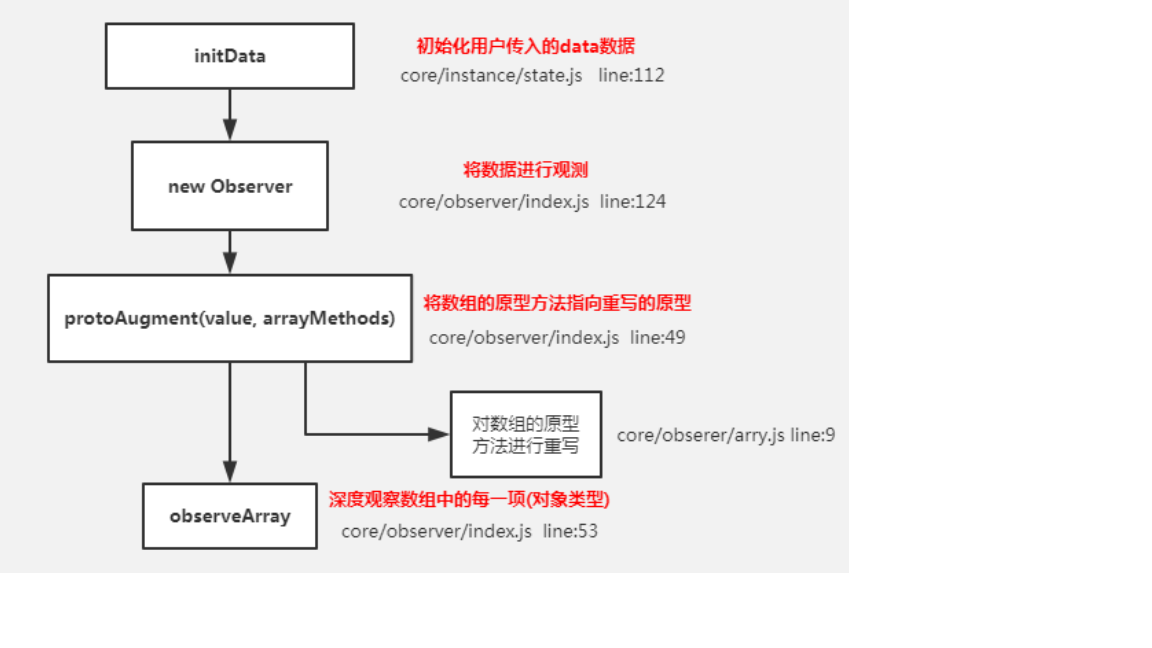 initData
初始化用户传入的data数据
core/instance/state.js line:112
new Observer
将数据进行观测
core/observer/index.js line:124
protoAugment(value, arrayMethods)
将数组的原型方法指向重写的原型
core/observer/index.js line:49
对数组的原型
方法进行重写
core/obserer/arry.js line:9
observeArray
深度观察数组中的每一项(对象类型)
core/observer/index.js line:53